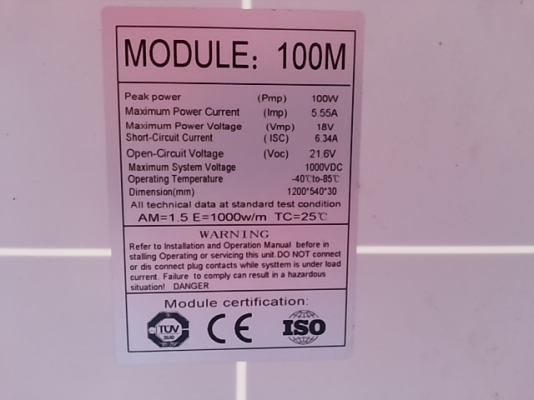 MODULE: 100M
Peak power (Pmp) 100W
Maximum Power Current (Imp) 5.55A
Maximum Power Voltage (Vmp) 18V
Short-Circuit Current (ISC) 6.34A
Open-Circuit Voltage (Voc) 21.6V
Maximum System Voltage 1000VDC
Operating Temperature -40℃to-85℃
Dimension(mm) 1200*540*30
All technical data at standard test condition
AM=1.5 E=1000w/m TC=25℃
WARNING
Refer to Installation and Operation Manual before in
stalling Operating or servicing this unit DO NOT connect
or dis connect plug contacts while systtem is under load
current. Failure to comply can result in a hazardous
situation! DANGER
Module certification:
TÜV CE ISO